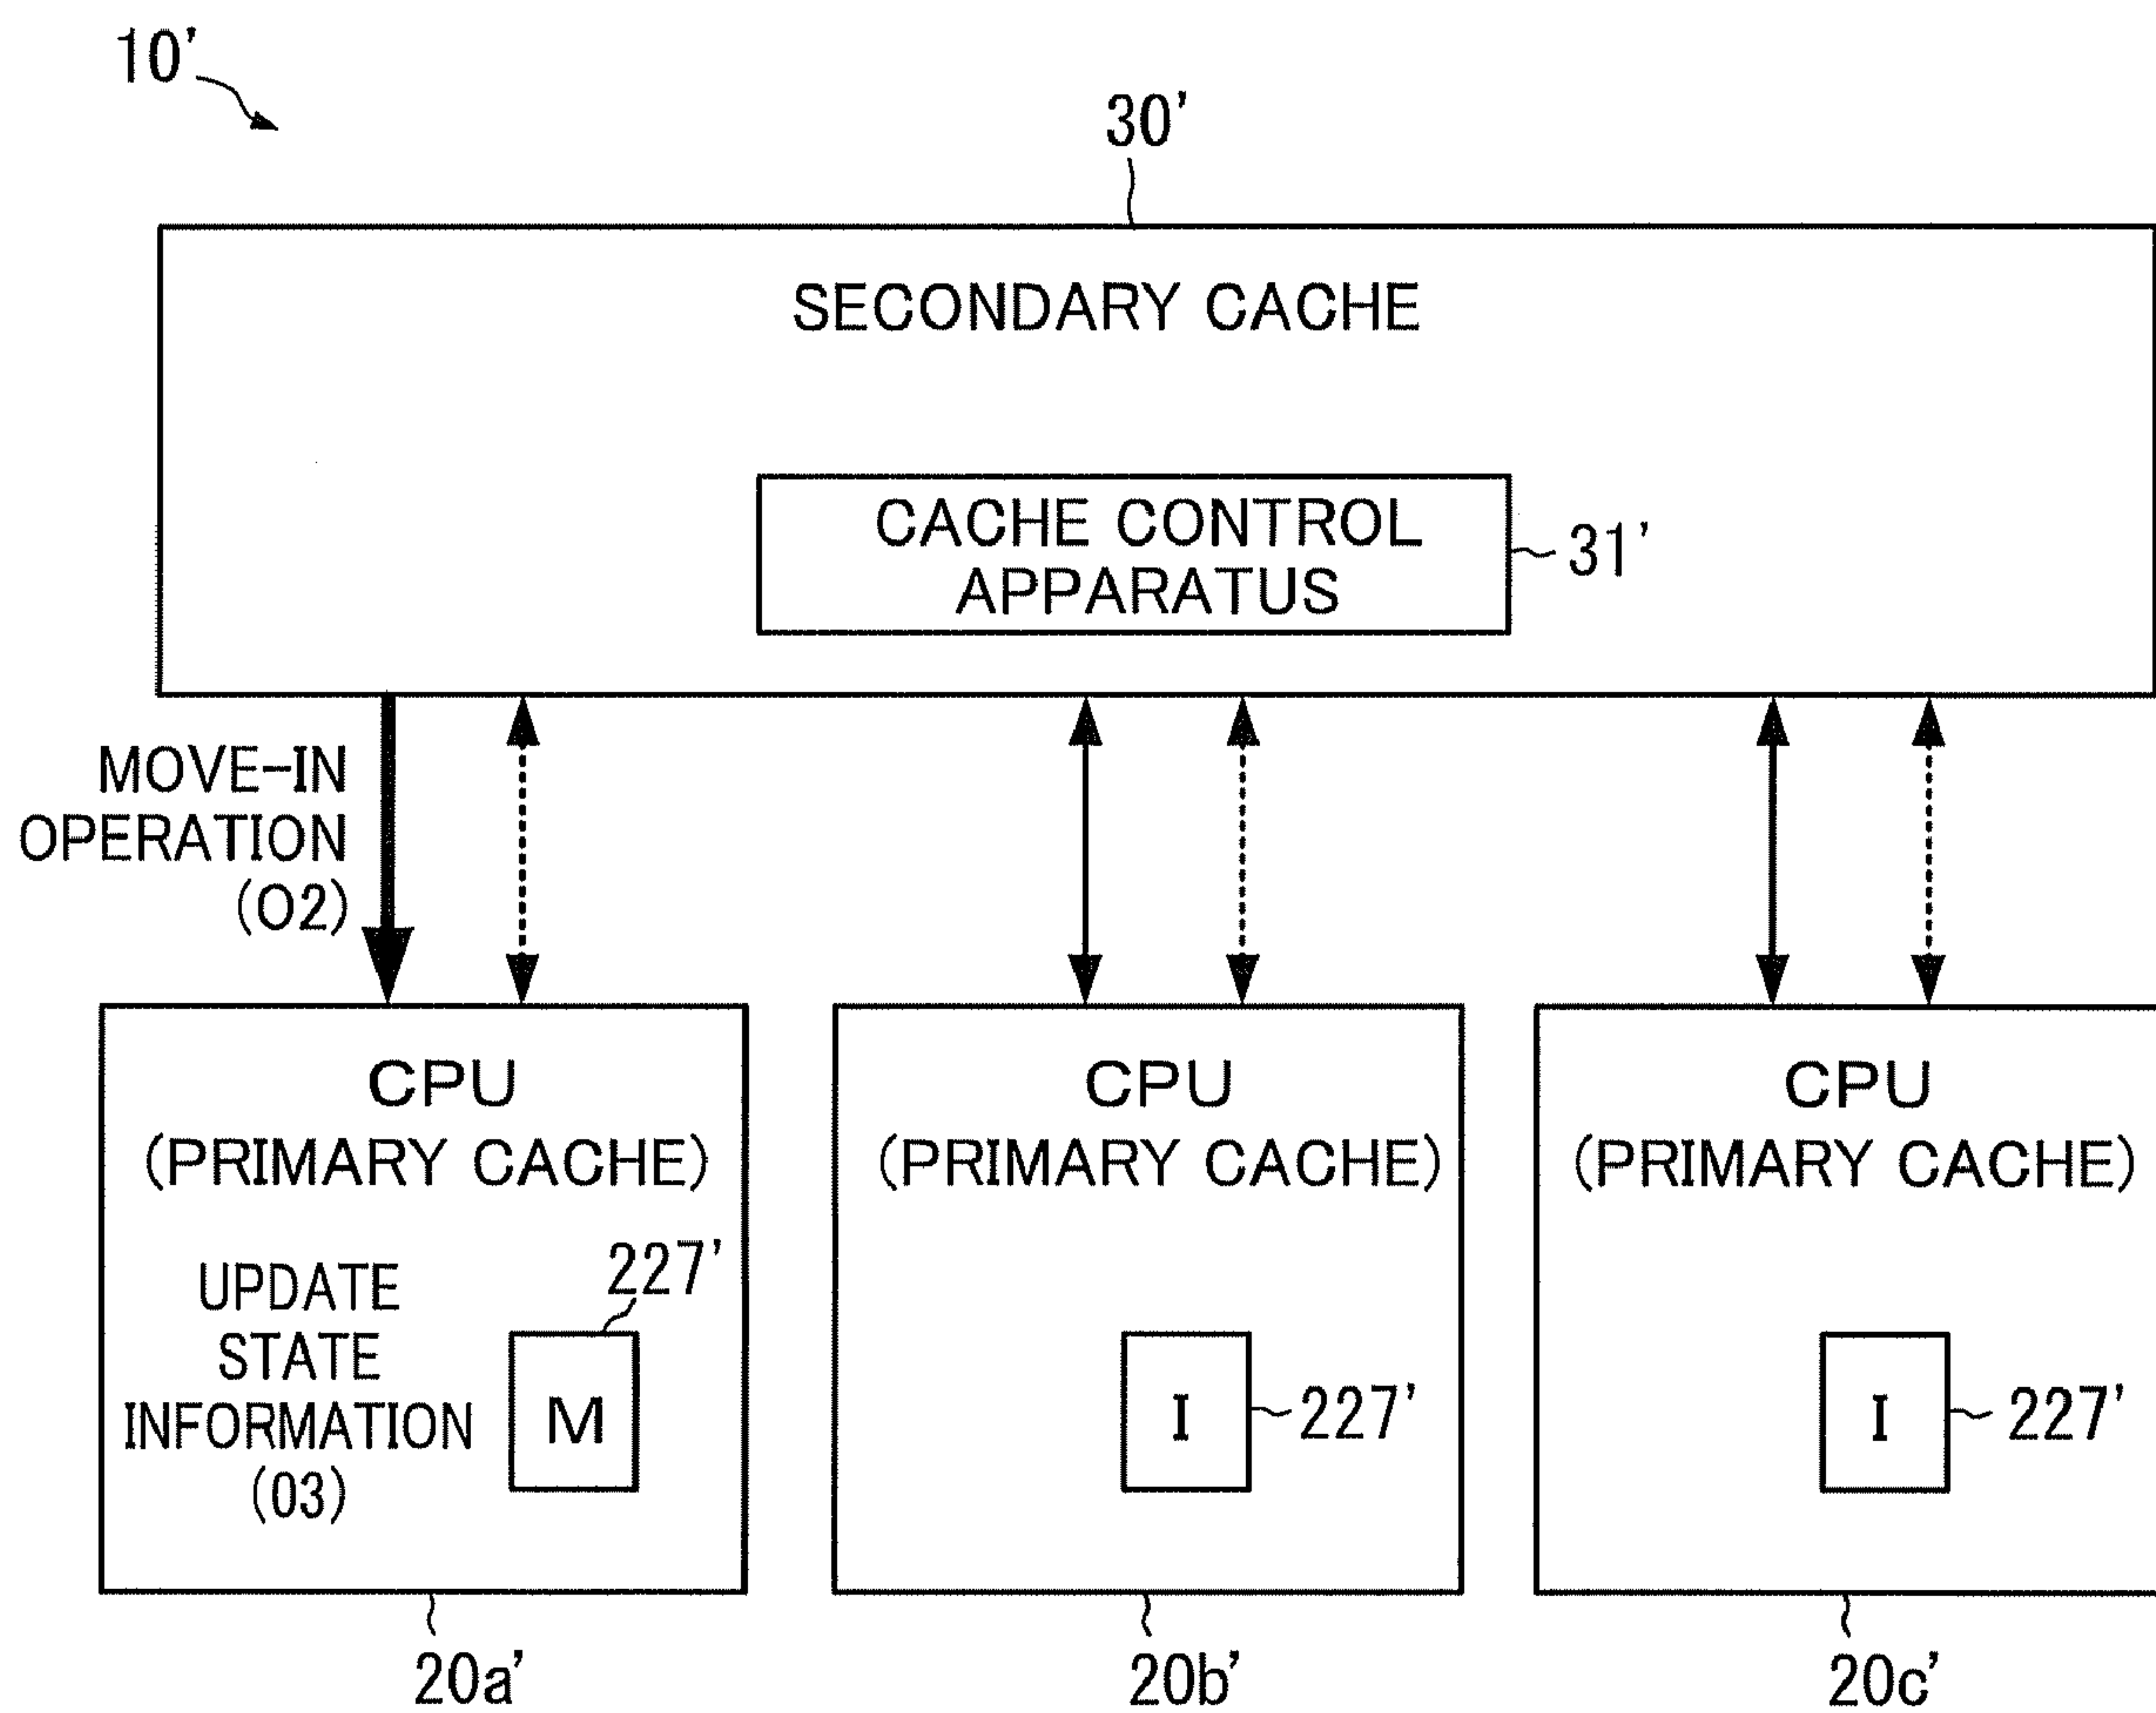 10'
30'
SECONDARY CACHE
CACHE CONTROL
APPARATUS
31'
MOVE-IN
OPERATION
(O2)
CPU
(PRIMARY CACHE)
UPDATE
STATE
INFORMATION
(03)
227'
M
20a'
CPU
(PRIMARY CACHE)
I
227'
20b'
CPU
(PRIMARY CACHE)
I
227'
20c'